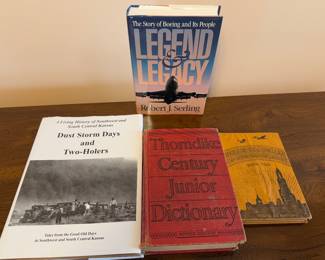 The Story of Boeing and Its People
LEGEND
&
LEGACY
Robert J. Serling
A Living History of Southwest and
South Central Kansas
Dust Storm Days
and
Two-Holers
Tales from the Good Old Days
in Southwest and South Central Kansas
Thorndike
Century
Junior
Dictionary